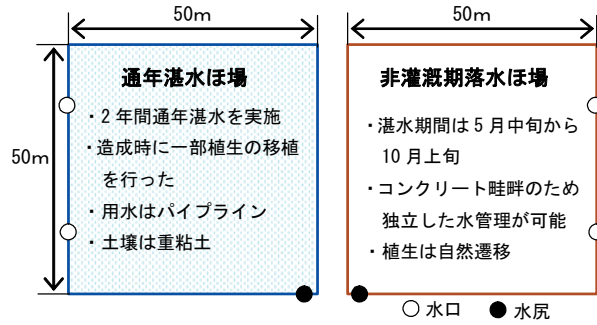 50m
50m
50m
通年湛水ほ場
・2年間通年湛水を実施
・造成時に一部植生の移植
を行った
・用水はパイプライン
・土壌は重粘土
非灌漑期落水ほ場
・湛水期間は5月中旬から
10月上旬
・コンクリート畦畔のため
独立した水管理が可能
・植生は自然遷移
○水口 ●水尻